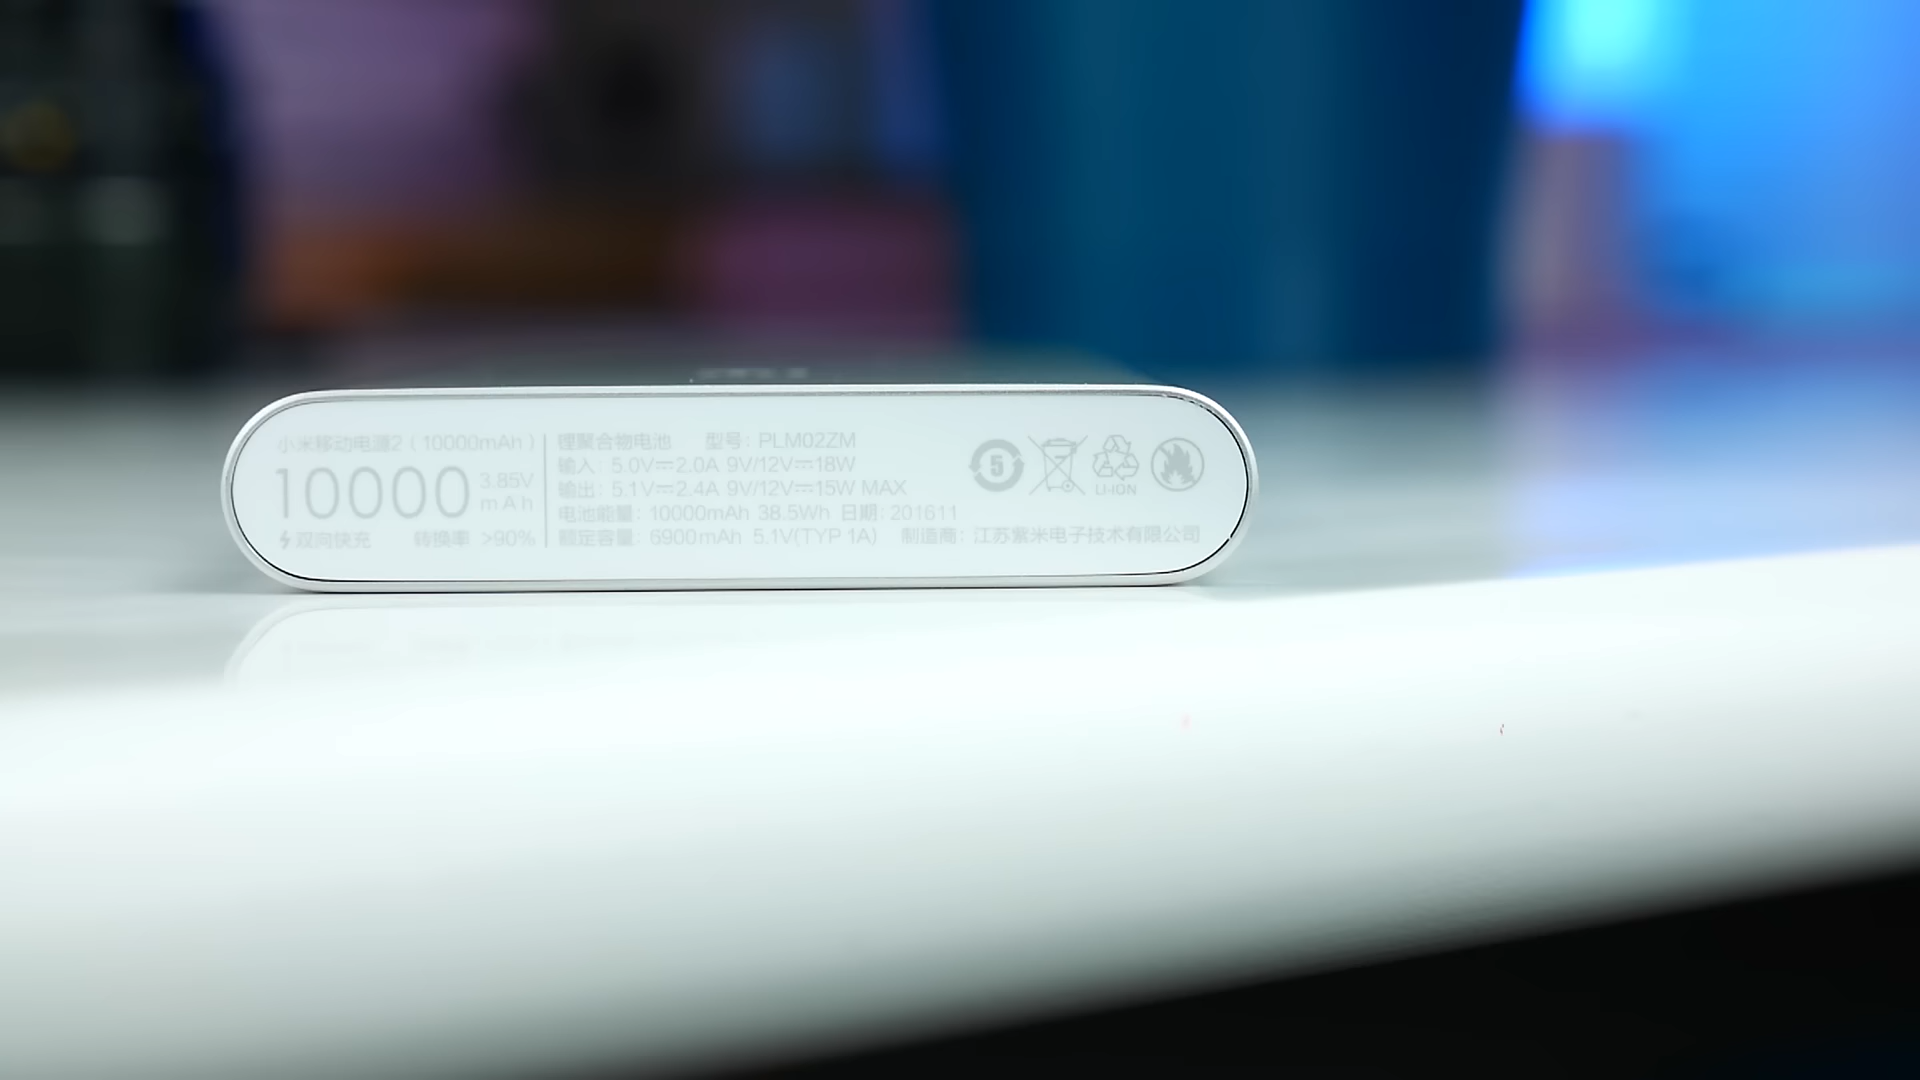 小米移动电源2（10000mAh）
10000 3.85V mAh
双向快充 转换率 >90%
锂聚合物电池 型号: PLM02ZM
输入: 5.0V⎓2.0A 9V/12V⎓18W
输出: 5.1V⎓2.4A 9V/12V⎓15W MAX
电池能量: 10000mAh 38.5Wh 日期: 201611
额定容量: 6900mAh 5.1V(TYP 1A) 制造商: 江苏紫米电子技术有限公司
5
LI-ION